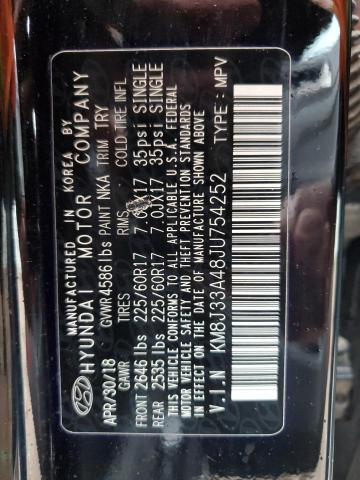 MANUFACTURED IN KOREA BY
HYUNDAI MOTOR COMPANY
APR/30/18 GVWR4586lbs PAINT NKA TRIM TRY
GAWR TIRES RIMS COLD TIRE INFL.
FRONT 2646 lbs 225/60R17 7.0JX17 35psi SINGLE
REAR 2535 lbs 225/60R17 7.0JX17 35psi SINGLE
THIS VEHICLE CONFORMS TO ALL APPLICABLE U.S.A. FEDERAL
MOTOR VEHICLE SAFETY AND THEFT PREVENTION STANDARDS
IN EFFECT ON THE DATE OF MANUFACTURE SHOWN ABOVE
V.I.N KM8J33A48JU754252 TYPE : MPV